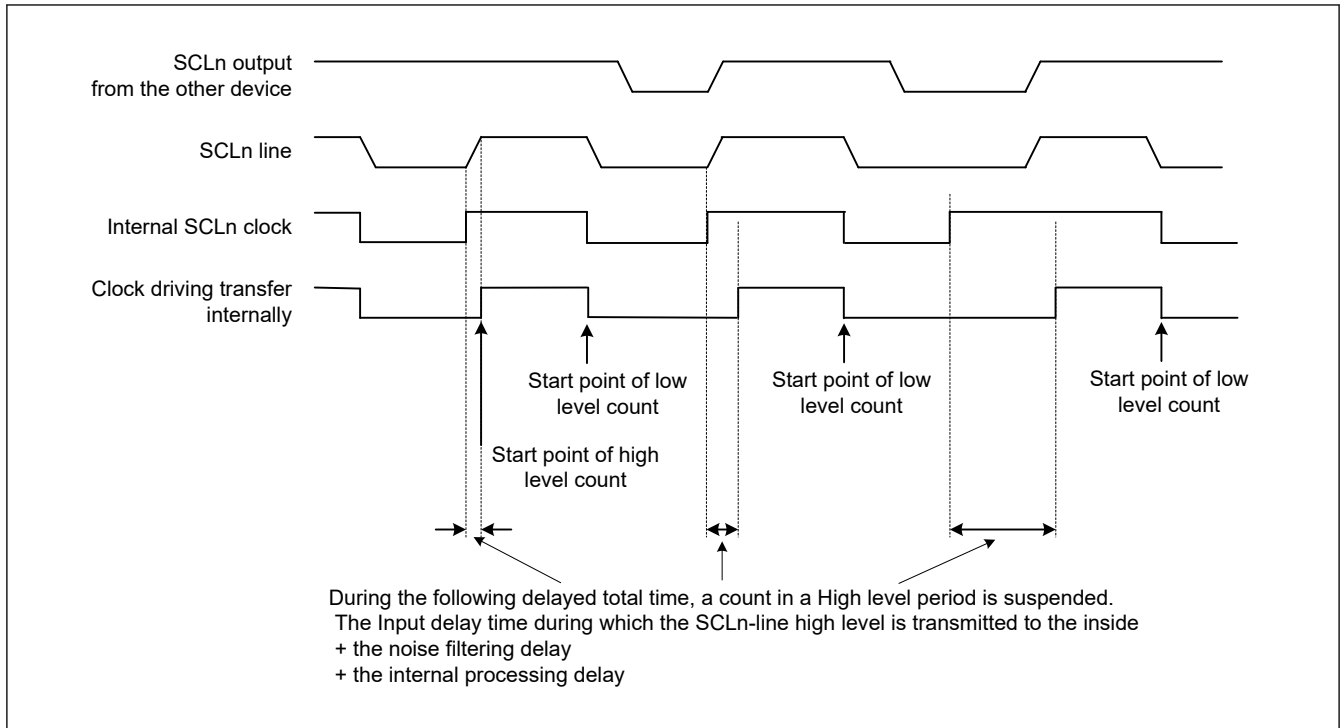 SCLn output
from the other device
SCLn line
Internal SCLn clock
Clock driving transfer
internally
Start point of low
level count
Start point of low
level count
Start point of low
level count
Start point of high
level count
During the following delayed total time, a count in a High level period is suspended.
The Input delay time during which the SCLn-line high level is transmitted to the inside
+ the noise filtering delay
+ the internal processing delay